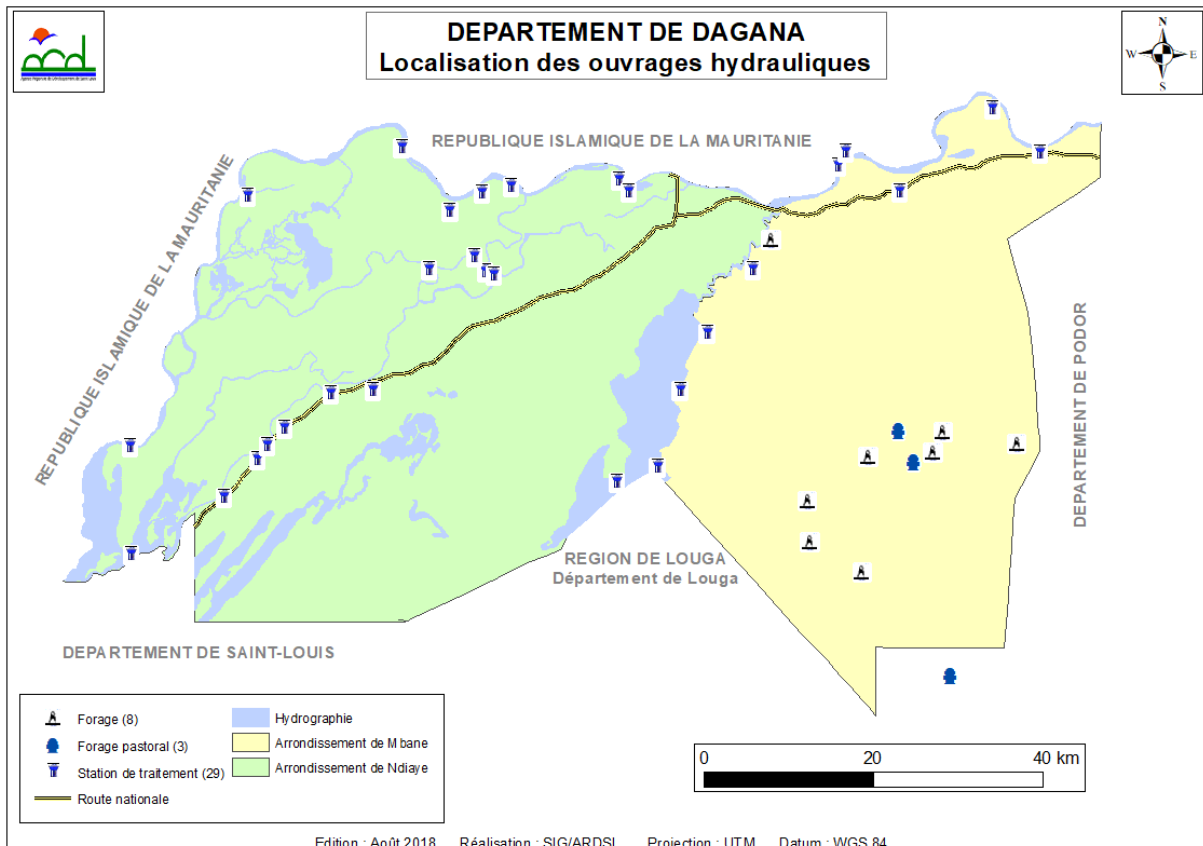 DEPARTEMENT DE DAGANA
Localisation des ouvrages hydrauliques
N
W
E
S
REPUBLIQUE ISLAMIQUE DE LA MAURITANIE
REPUBLIQUE ISLAMIQUE DE LA MAURITANIE
DEPARTEMENT DE PODOR
REGION DE LOUGA
Département de Louga
DEPARTEMENT DE SAINT-LOUIS
Forage (8)
Forage pastoral (3)
Station de traitement (29)
Route nationale
Hydrographie
Arrondissement de Mbane
Arrondissement de Ndiaye
0 20 40 km
Edition : Août 2018 Réalisation : SIG/ARDSL Projection : UTM Datum : WGS 84